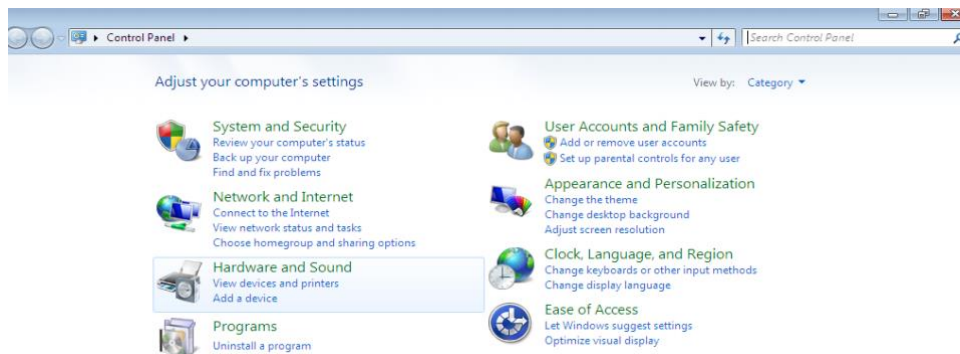 Control Panel
Search Control Panel
Adjust your computer's settings
View by: Category
System and Security
Review your computer's status
Back up your computer
Find and fix problems
Network and Internet
Connect to the Internet
View network status and tasks
Choose homegroup and sharing options
Hardware and Sound
View devices and printers
Add a device
Programs
Uninstall a program
User Accounts and Family Safety
Add or remove user accounts
Set up parental controls for any user
Appearance and Personalization
Change the theme
Change desktop background
Adjust screen resolution
Clock, Language, and Region
Change keyboards or other input methods
Change display language
Ease of Access
Let Windows suggest settings
Optimize visual display